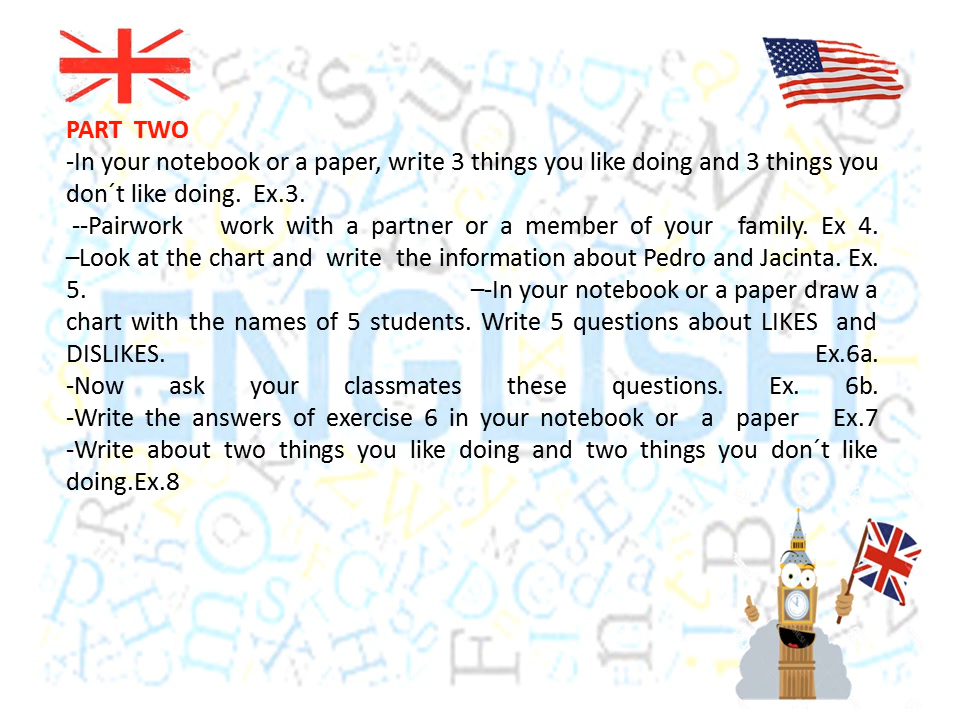 PART TWO
-In your notebook or a paper, write 3 things you like doing and 3 things you
don´t like doing. Ex.3.
--Pairwork work with a partner or a member of your family. Ex 4.
–Look at the chart and write the information about Pedro and Jacinta. Ex.
5. –-In your notebook or a paper draw a
chart with the names of 5 students. Write 5 questions about LIKES and
DISLIKES. Ex.6a.
-Now ask your classmates these questions. Ex. 6b.
-Write the answers of exercise 6 in your notebook or a paper Ex.7
-Write about two things you like doing and two things you don´t like
doing.Ex.8
ENGLISH